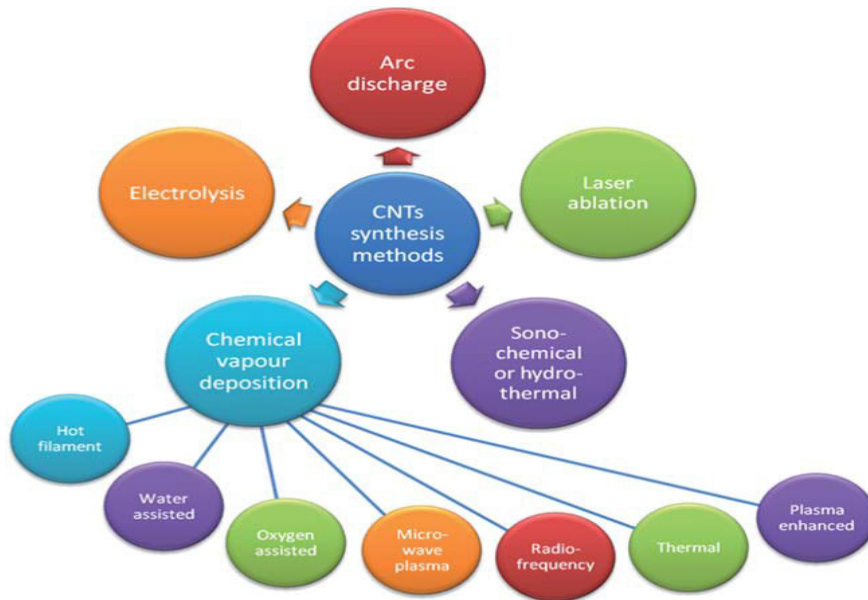 Arc
discharge
Electrolysis
CNTs
synthesis
methods
Laser
ablation
Chemical
vapour
deposition
Sono-
chemical
or hydro-
thermal
Hot
filament
Water
assisted
Oxygen
assisted
Micro-
wave
plasma
Radio-
frequency
Thermal
Plasma
enhanced